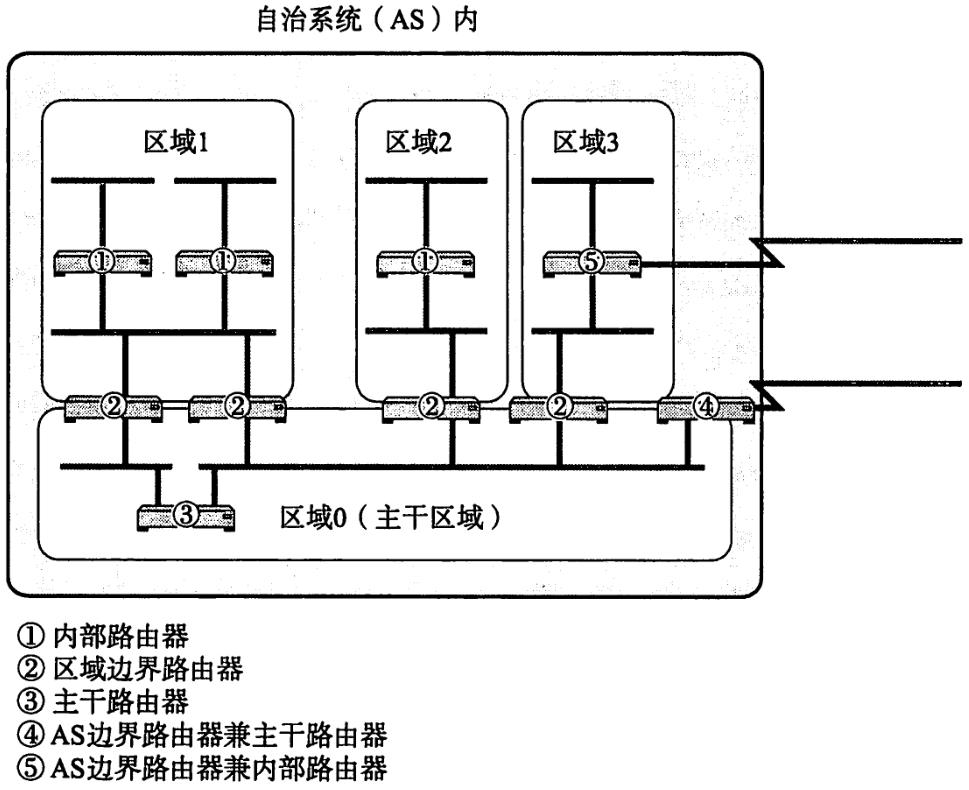 自治系统（AS）内
区域1 区域2 区域3
① ① ① ⑤
② ② ② ② ④
③ 区域0（主干区域）
① 内部路由器
② 区域边界路由器
③ 主干路由器
④ AS边界路由器兼主干路由器
⑤ AS边界路由器兼内部路由器